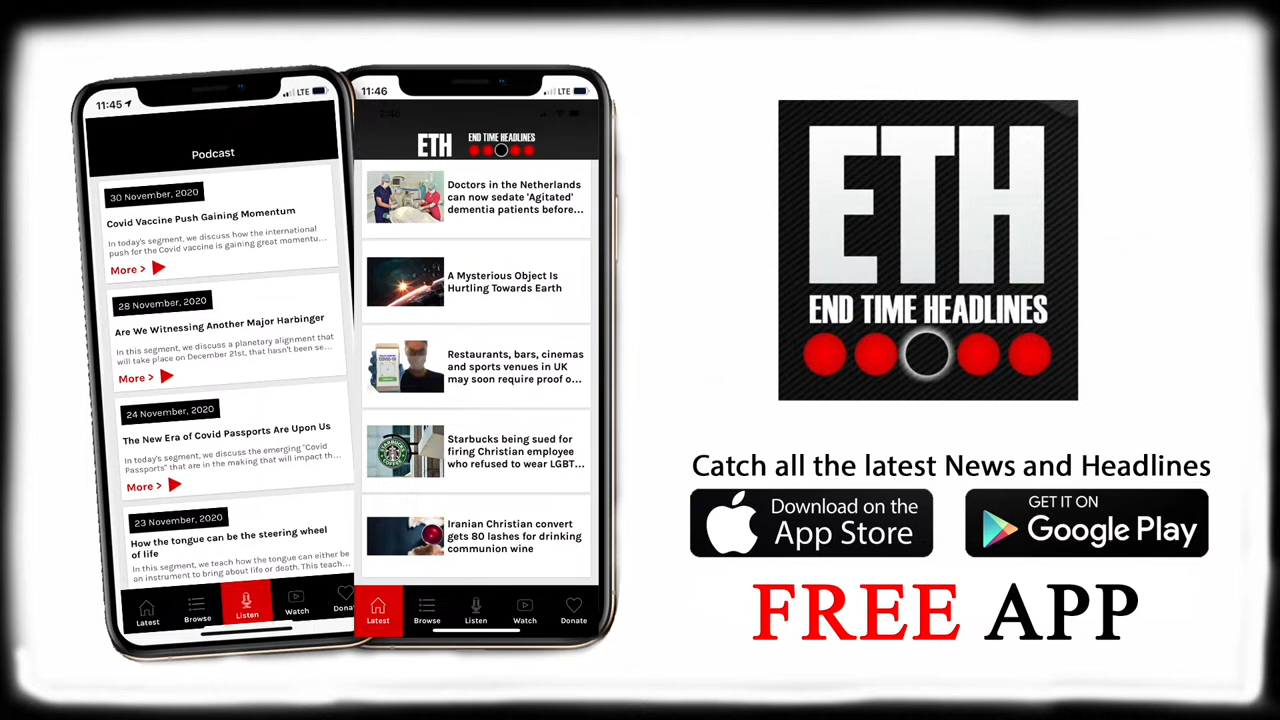 11:45
LTE
Podcast
30 November, 2020
Covid Vaccine Push Gaining Momentum
In today's segment, we discuss how the international
push for the Covid vaccine is gaining great momentu...
More >
28 November, 2020
Are We Witnessing Another Major Harbinger
In this segment, we discuss a planetary alignment that
will take place on December 21st, that hasn't been se...
More >
24 November, 2020
The New Era of Covid Passports Are Upon Us
In today's segment, we discuss the emerging "Covid
Passports" that are in the making that will impact th...
More >
23 November, 2020
How the tongue can be the steering wheel
of life
In this segment, we teach how the tongue can either be
an instrument to bring about life or death. This teach...
Latest
Browse
Listen
Watch
Dona
11:46
LTE
ETH
END TIME HEADLINES
Doctors in the Netherlands
can now sedate 'Agitated'
dementia patients before...
A Mysterious Object Is
Hurtling Towards Earth
Restaurants, bars, cinemas
and sports venues in UK
may soon require proof o...
Starbucks being sued for
firing Christian employee
who refused to wear LGBT...
Iranian Christian convert
gets 80 lashes for drinking
communion wine
Latest
Browse
Listen
Watch
Donate
ETH
END TIME HEADLINES
Catch all the latest News and Headlines
Download on the
App Store
GET IT ON
Google Play
FREE APP